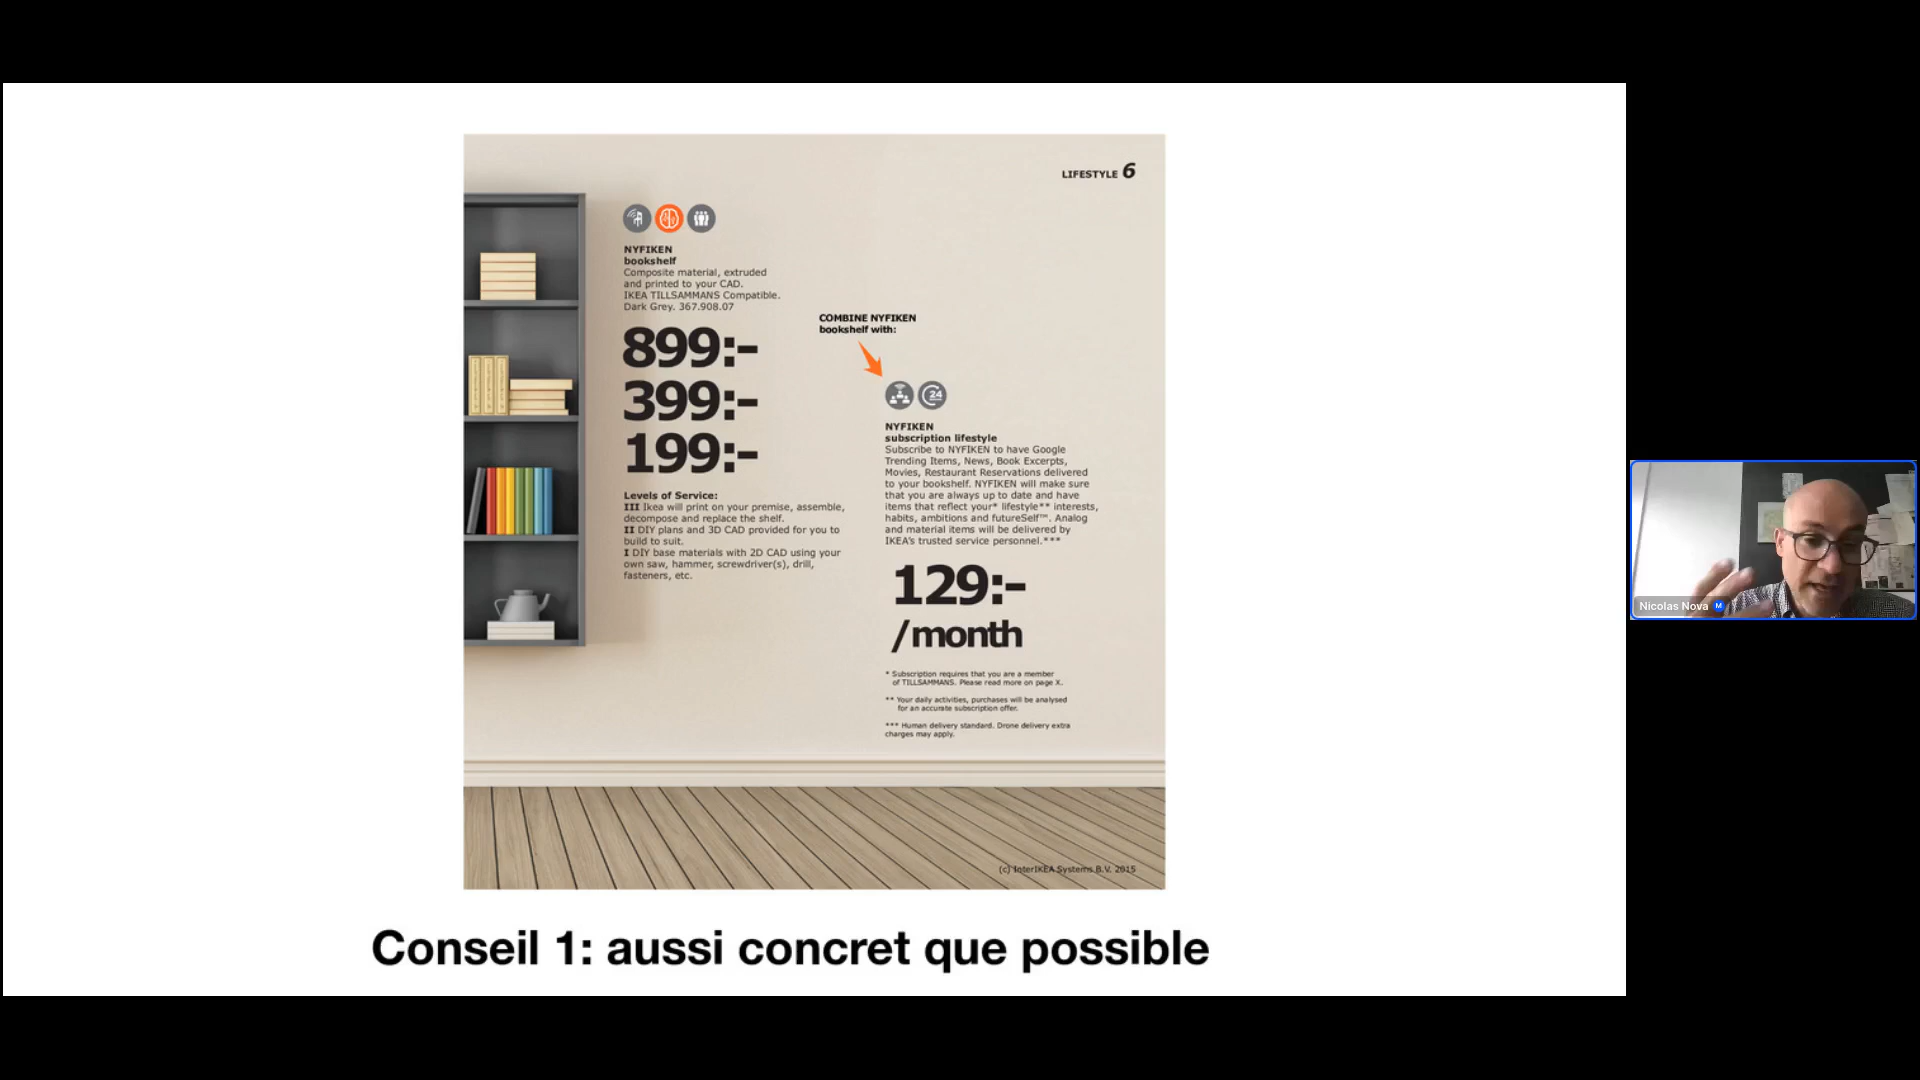 LIFESTYLE 6
NYFIKEN
bookshelf
Composite material, extruded
and printed to your CAD.
IKEA TILLSAMMANS Compatible.
Dark Grey. 367.908.07
899:-
399:-
199:-
Levels of Service:
III Ikea will print on your premise, assemble,
decompose and replace the shelf.
II DIY plans and 3D CAD provided for you to
build to suit.
I DIY base materials with 2D CAD using your
own saw, hammer, screwdriver(s), drill,
fasteners, etc.
COMBINE NYFIKEN
bookshelf with:
24
NYFIKEN
subscription lifestyle
Subscribe to NYFIKEN to have Google
Trending Items, News, Book Excerpts,
Movies, Restaurant Reservations delivered
to your bookshelf. NYFIKEN will make sure
that you are always up to date and have
items that reflect your* lifestyle** interests,
habits, ambitions and futureSelf™. Analog
and material items will be delivered by
IKEA's trusted service personnel.***
129:-
/month
* Subscription requires that you are a member
of TILLSAMMANS. Please read more on page X.
** Your daily activities, purchases will be analysed
for an accurate subscription offer.
*** Human delivery standard. Drone delivery extra
charges may apply.
(c) InterIKEA Systems B.V. 2015
Conseil 1: aussi concret que possible
Nicolas Nova M